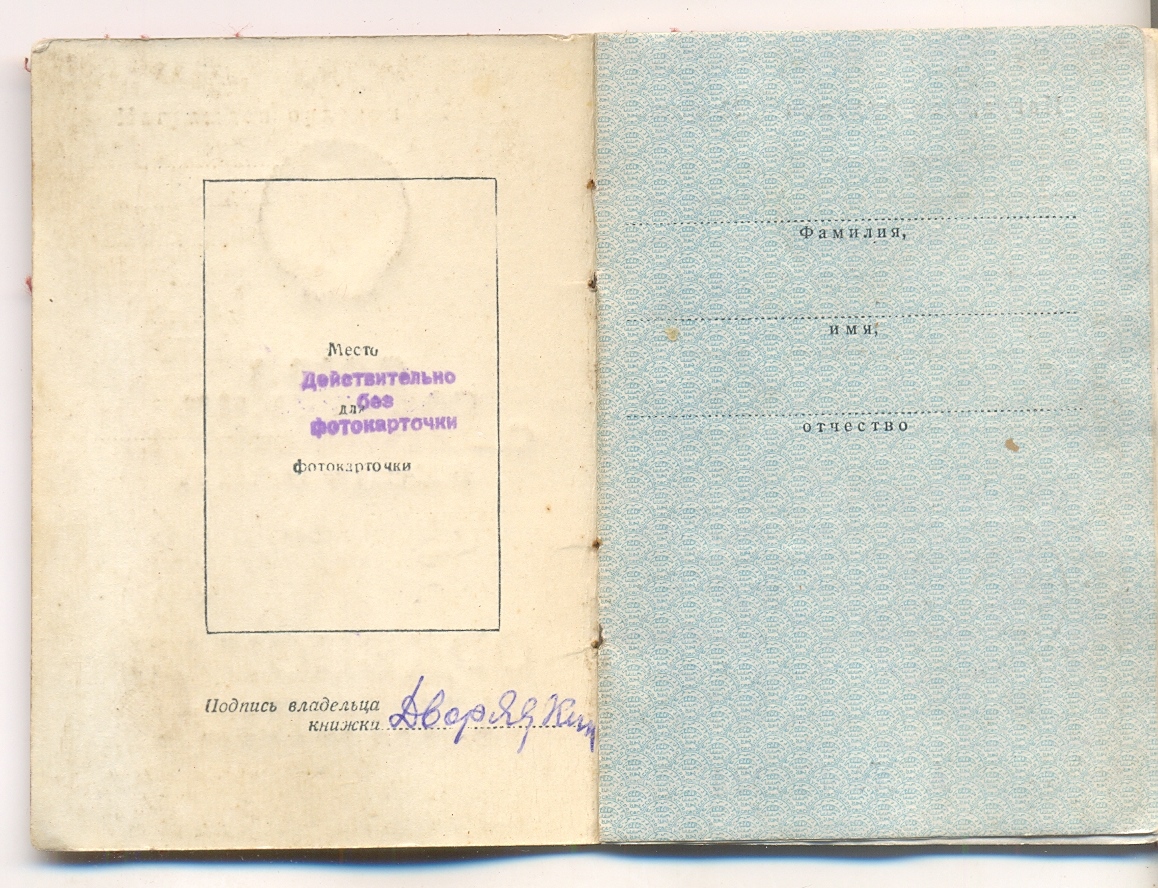 Место
Действительно
без
для
фотокарточки
фотокарточки
Подпись владельца
книжки
Фамилия,
имя,
отчество